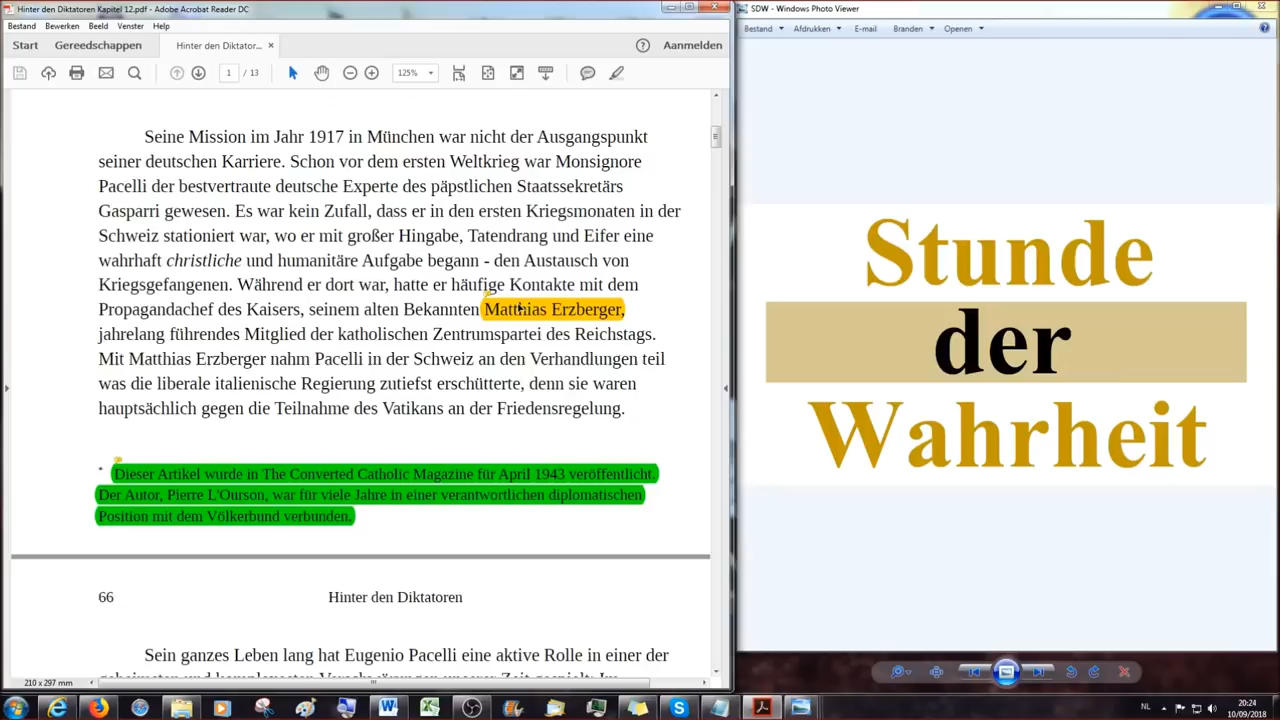 Hinter den Diktatoren Kapitel 12.pdf - Adobe Acrobat Reader DC
Bestand Bewerken Beeld Venster Help
Start Gereedschappen Hinter den Diktator... × Aanmelden
1 / 13 125%
Seine Mission im Jahr 1917 in München war nicht der Ausgangspunkt
seiner deutschen Karriere. Schon vor dem ersten Weltkrieg war Monsignore
Pacelli der bestvertraute deutsche Experte des päpstlichen Staatssekretärs
Gasparri gewesen. Es war kein Zufall, dass er in den ersten Kriegsmonaten in der
Schweiz stationiert war, wo er mit großer Hingabe, Tatendrang und Eifer eine
wahrhaft christliche und humanitäre Aufgabe begann - den Austausch von
Kriegsgefangenen. Während er dort war, hatte er häufige Kontakte mit dem
Propagandachef des Kaisers, seinem alten Bekannten Matthias Erzberger,
jahrelang führendes Mitglied der katholischen Zentrumspartei des Reichstags.
Mit Matthias Erzberger nahm Pacelli in der Schweiz an den Verhandlungen teil
was die liberale italienische Regierung zutiefst erschütterte, denn sie waren
hauptsächlich gegen die Teilnahme des Vatikans an der Friedensregelung.
* Dieser Artikel wurde in The Converted Catholic Magazine für April 1943 veröffentlicht.
Der Autor, Pierre L'Ourson, war für viele Jahre in einer verantwortlichen diplomatischen
Position mit dem Völkerbund verbunden.
66 Hinter den Diktatoren
Sein ganzes Leben lang hat Eugenio Pacelli eine aktive Rolle in einer der
210 x 297 mm
SDW - Windows Photo Viewer
Bestand Afdrukken E-mail Branden Openen
Stunde
der
Wahrheit
NL 20:24
10/09/2018